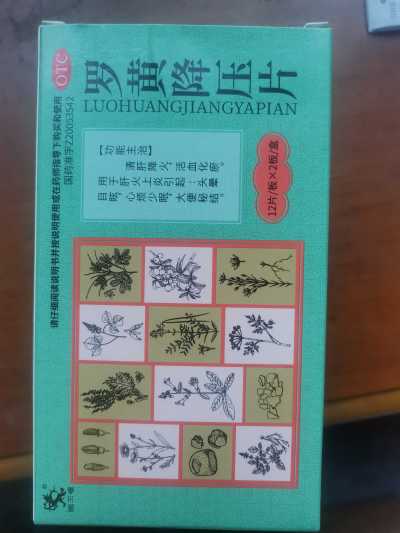 OTC
罗黄降压片
LUOHUANGJIANGYAPIAN
请仔细阅读说明书并按说明使用或在药师指导下购买和使用
国药准字Z20053542
【功能主治】
清肝降火，活血化瘀。
用于肝火上炎引起：头晕
目眩，心烦少眠，大便秘结。
12片/板×2板/盒